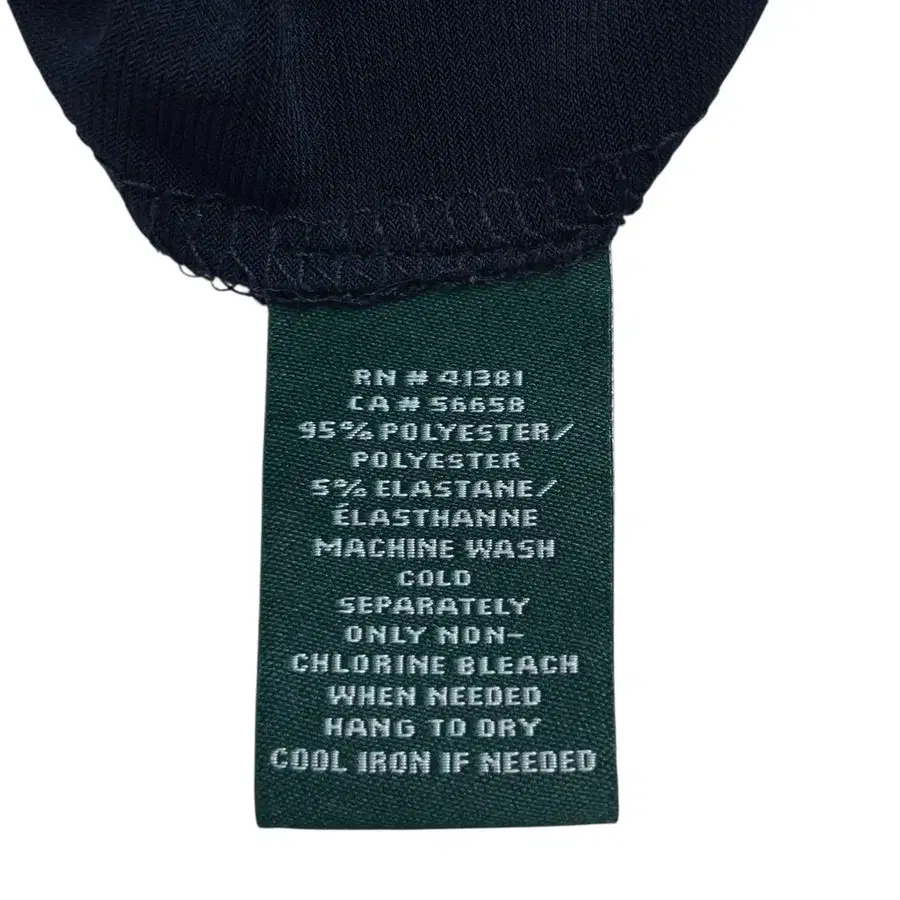 RN # 41381
CA # 56658
95% POLYESTER/
POLYESTER
5% ELASTANE/
ÉLASTHANNE
MACHINE WASH
COLD
SEPARATELY
ONLY NON-
CHLORINE BLEACH
WHEN NEEDED
HANG TO DRY
COOL IRON IF NEEDED